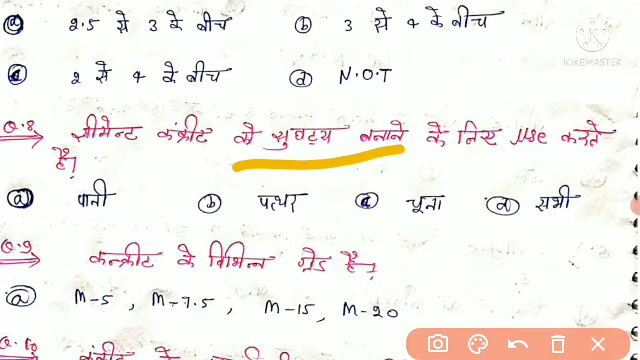 ⓐ 2.5 से 3 के बीच ⓑ 3 से 4 के बीच
KINEMASTER
ⓓ 2 से 4 के बीच ⓓ N.O.T
Q.8 सीमेन्ट कंक्रीट को सुघट्य बनाने के लिए use करते
है।
ⓐ पानी ⓑ पत्थर ⓓ चूना ⓓ सभी
Q.9 कन्क्रीट के विभिन्न ग्रेड है?
ⓐ M-5, M-7.5, M-15, M-20
Q.10 कंक्रीट